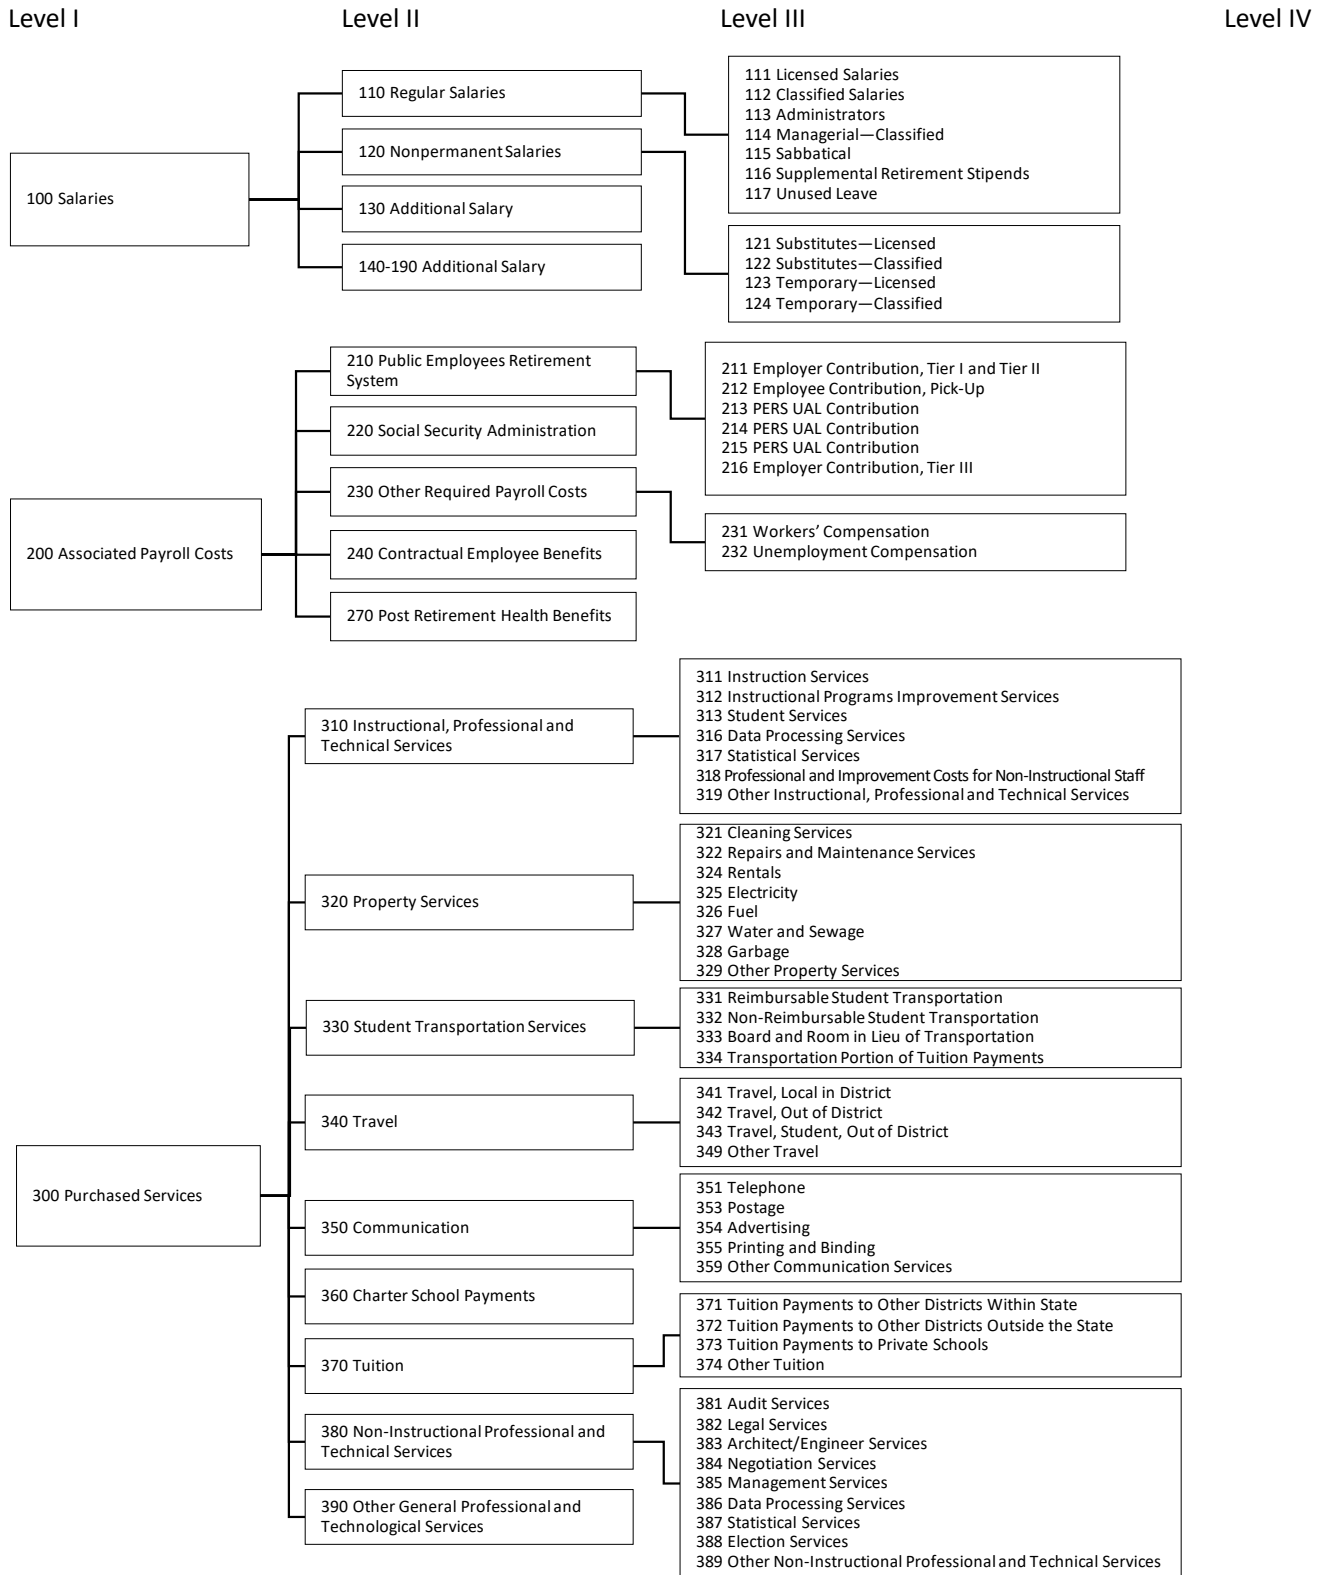 Level I
Level II
Level III
Level IV
100 Salaries
110 Regular Salaries
120 Nonpermanent Salaries
130 Additional Salary
140-190 Additional Salary
111 Licensed Salaries
112 Classified Salaries
113 Administrators
114 Managerial—Classified
115 Sabbatical
116 Supplemental Retirement Stipends
117 Unused Leave
121 Substitutes—Licensed
122 Substitutes—Classified
123 Temporary—Licensed
124 Temporary—Classified
200 Associated Payroll Costs
210 Public Employees Retirement
System
220 Social Security Administration
230 Other Required Payroll Costs
240 Contractual Employee Benefits
270 Post Retirement Health Benefits
211 Employer Contribution, Tier I and Tier II
212 Employee Contribution, Pick-Up
213 PERS UAL Contribution
214 PERS UAL Contribution
215 PERS UAL Contribution
216 Employer Contribution, Tier III
231 Workers’ Compensation
232 Unemployment Compensation
300 Purchased Services
310 Instructional, Professional and
Technical Services
311 Instruction Services
312 Instructional Programs Improvement Services
313 Student Services
316 Data Processing Services
317 Statistical Services
318 Professional and Improvement Costs for Non-Instructional Staff
319 Other Instructional, Professional and Technical Services
320 Property Services
321 Cleaning Services
322 Repairs and Maintenance Services
324 Rentals
325 Electricity
326 Fuel
327 Water and Sewage
328 Garbage
329 Other Property Services
330 Student Transportation Services
331 Reimbursable Student Transportation
332 Non-Reimbursable Student Transportation
333 Board and Room in Lieu of Transportation
334 Transportation Portion of Tuition Payments
340 Travel
341 Travel, Local in District
342 Travel, Out of District
343 Travel, Student, Out of District
349 Other Travel
350 Communication
351 Telephone
353 Postage
354 Advertising
355 Printing and Binding
359 Other Communication Services
360 Charter School Payments
370 Tuition
371 Tuition Payments to Other Districts Within State
372 Tuition Payments to Other Districts Outside the State
373 Tuition Payments to Private Schools
374 Other Tuition
380 Non-Instructional Professional and
Technical Services
381 Audit Services
382 Legal Services
383 Architect/Engineer Services
384 Negotiation Services
385 Management Services
386 Data Processing Services
387 Statistical Services
388 Election Services
389 Other Non-Instructional Professional and Technical Services
390 Other General Professional and
Technological Services